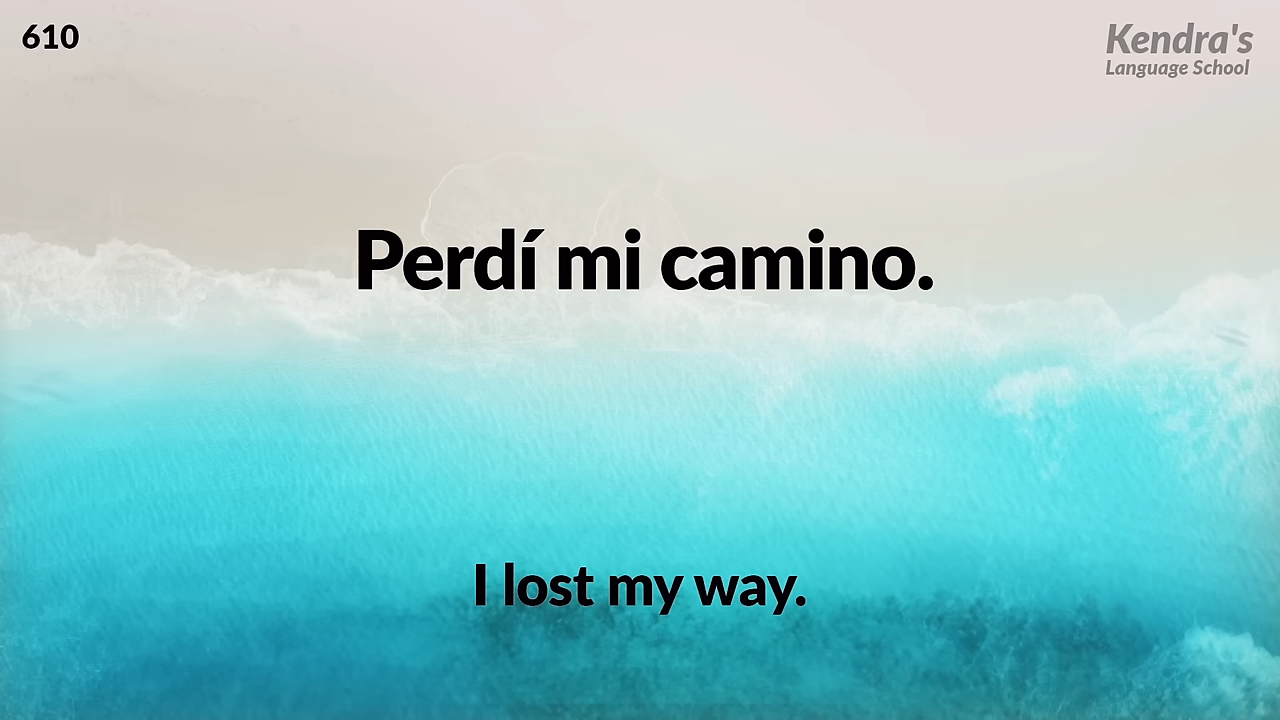 610
Kendra's
Language School
Perdí mi camino.
I lost my way.